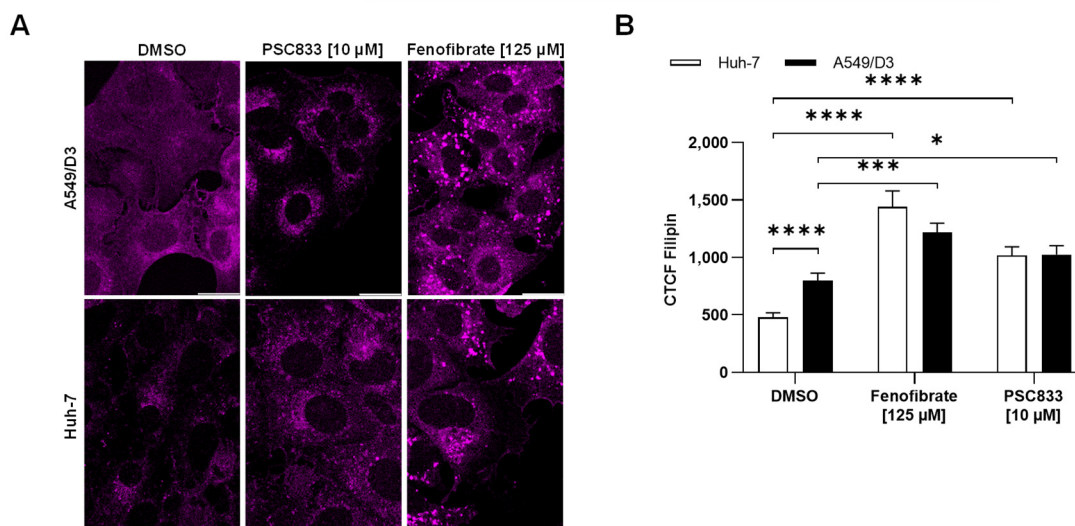 A
DMSO
PSC833 [10 µM]
Fenofibrate [125 µM]
A549/D3
Huh-7
B
Huh-7
A549/D3
****
****
*
***
****
CTCF Filipin
2,000
1,500
1,000
500
0
DMSO
Fenofibrate
[125 µM]
PSC833
[10 µM]